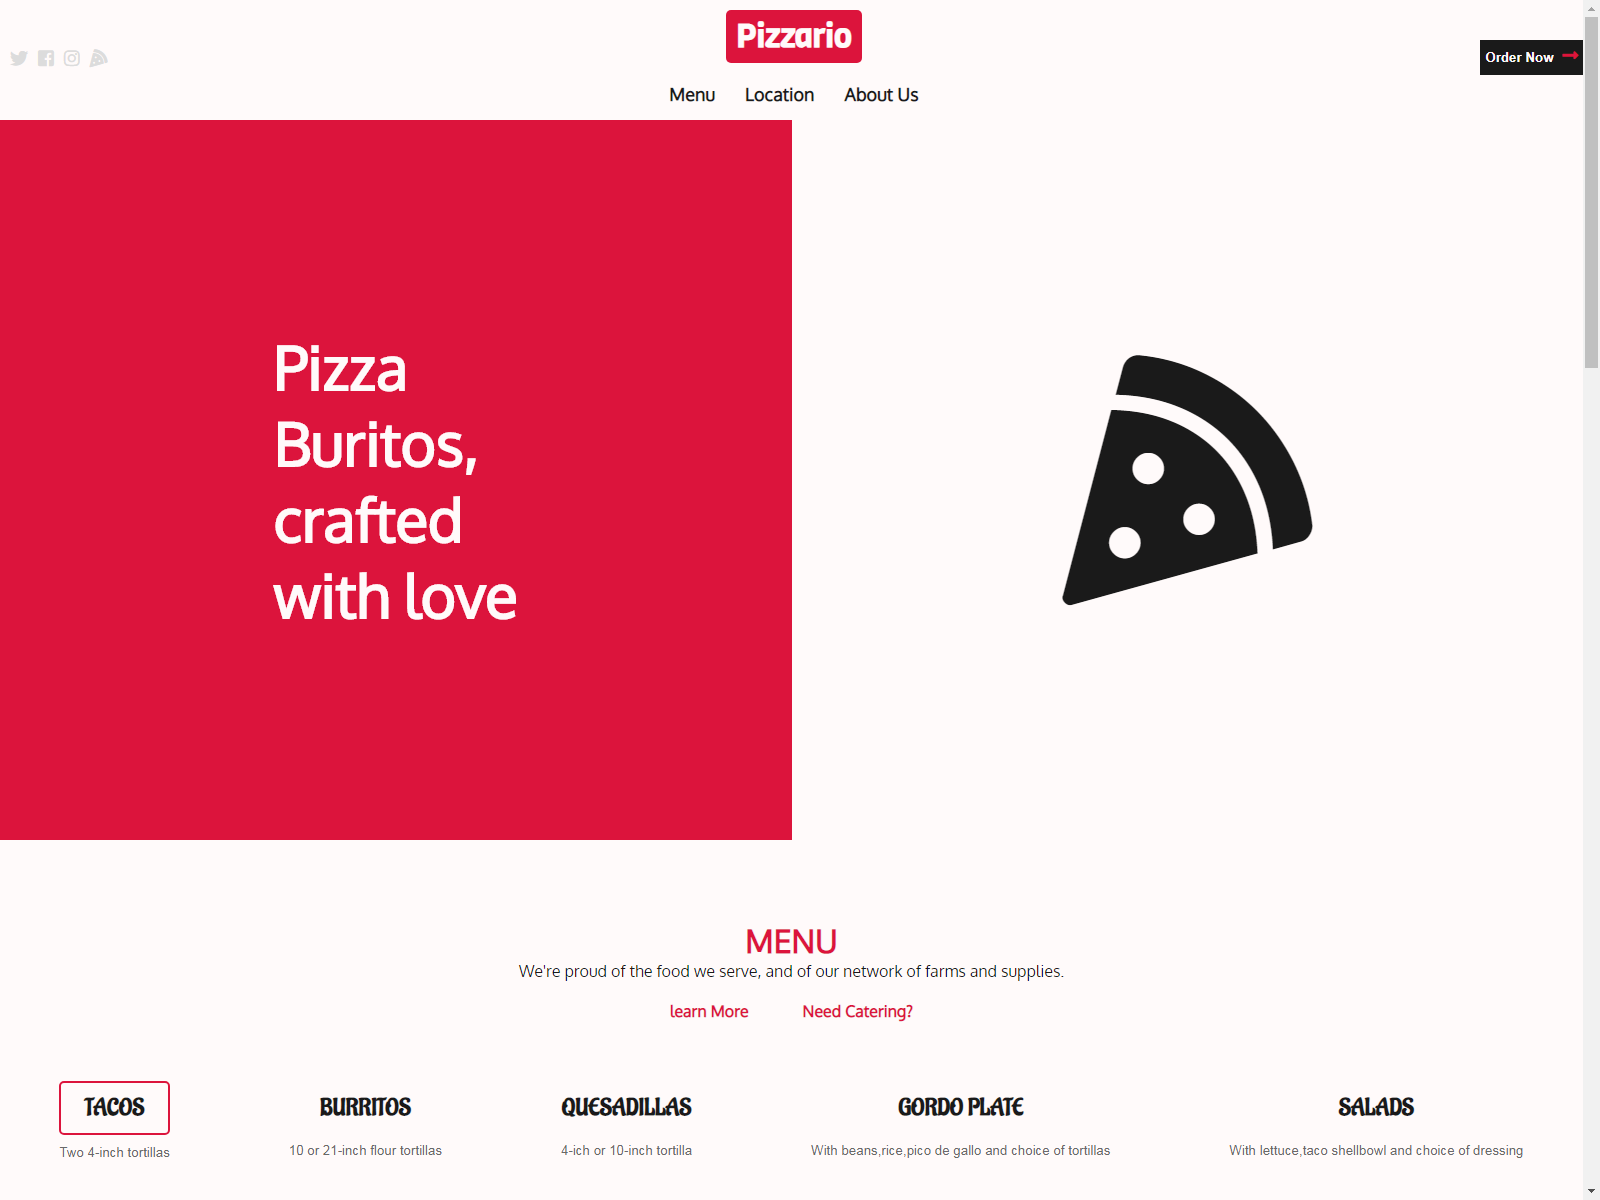 Pizzario
Order Now
Menu Location About Us
Pizza
Buritos,
crafted
with love
MENU
We're proud of the food we serve, and of our network of farms and supplies.
learn More Need Catering?
TACOS BURRITOS QUESADILLAS GORDO PLATE SALADS
Two 4-inch tortillas 10 or 21-inch flour tortillas 4-ich or 10-inch tortilla With beans,rice,pico de gallo and choice of tortillas With lettuce,taco shellbowl and choice of dressing